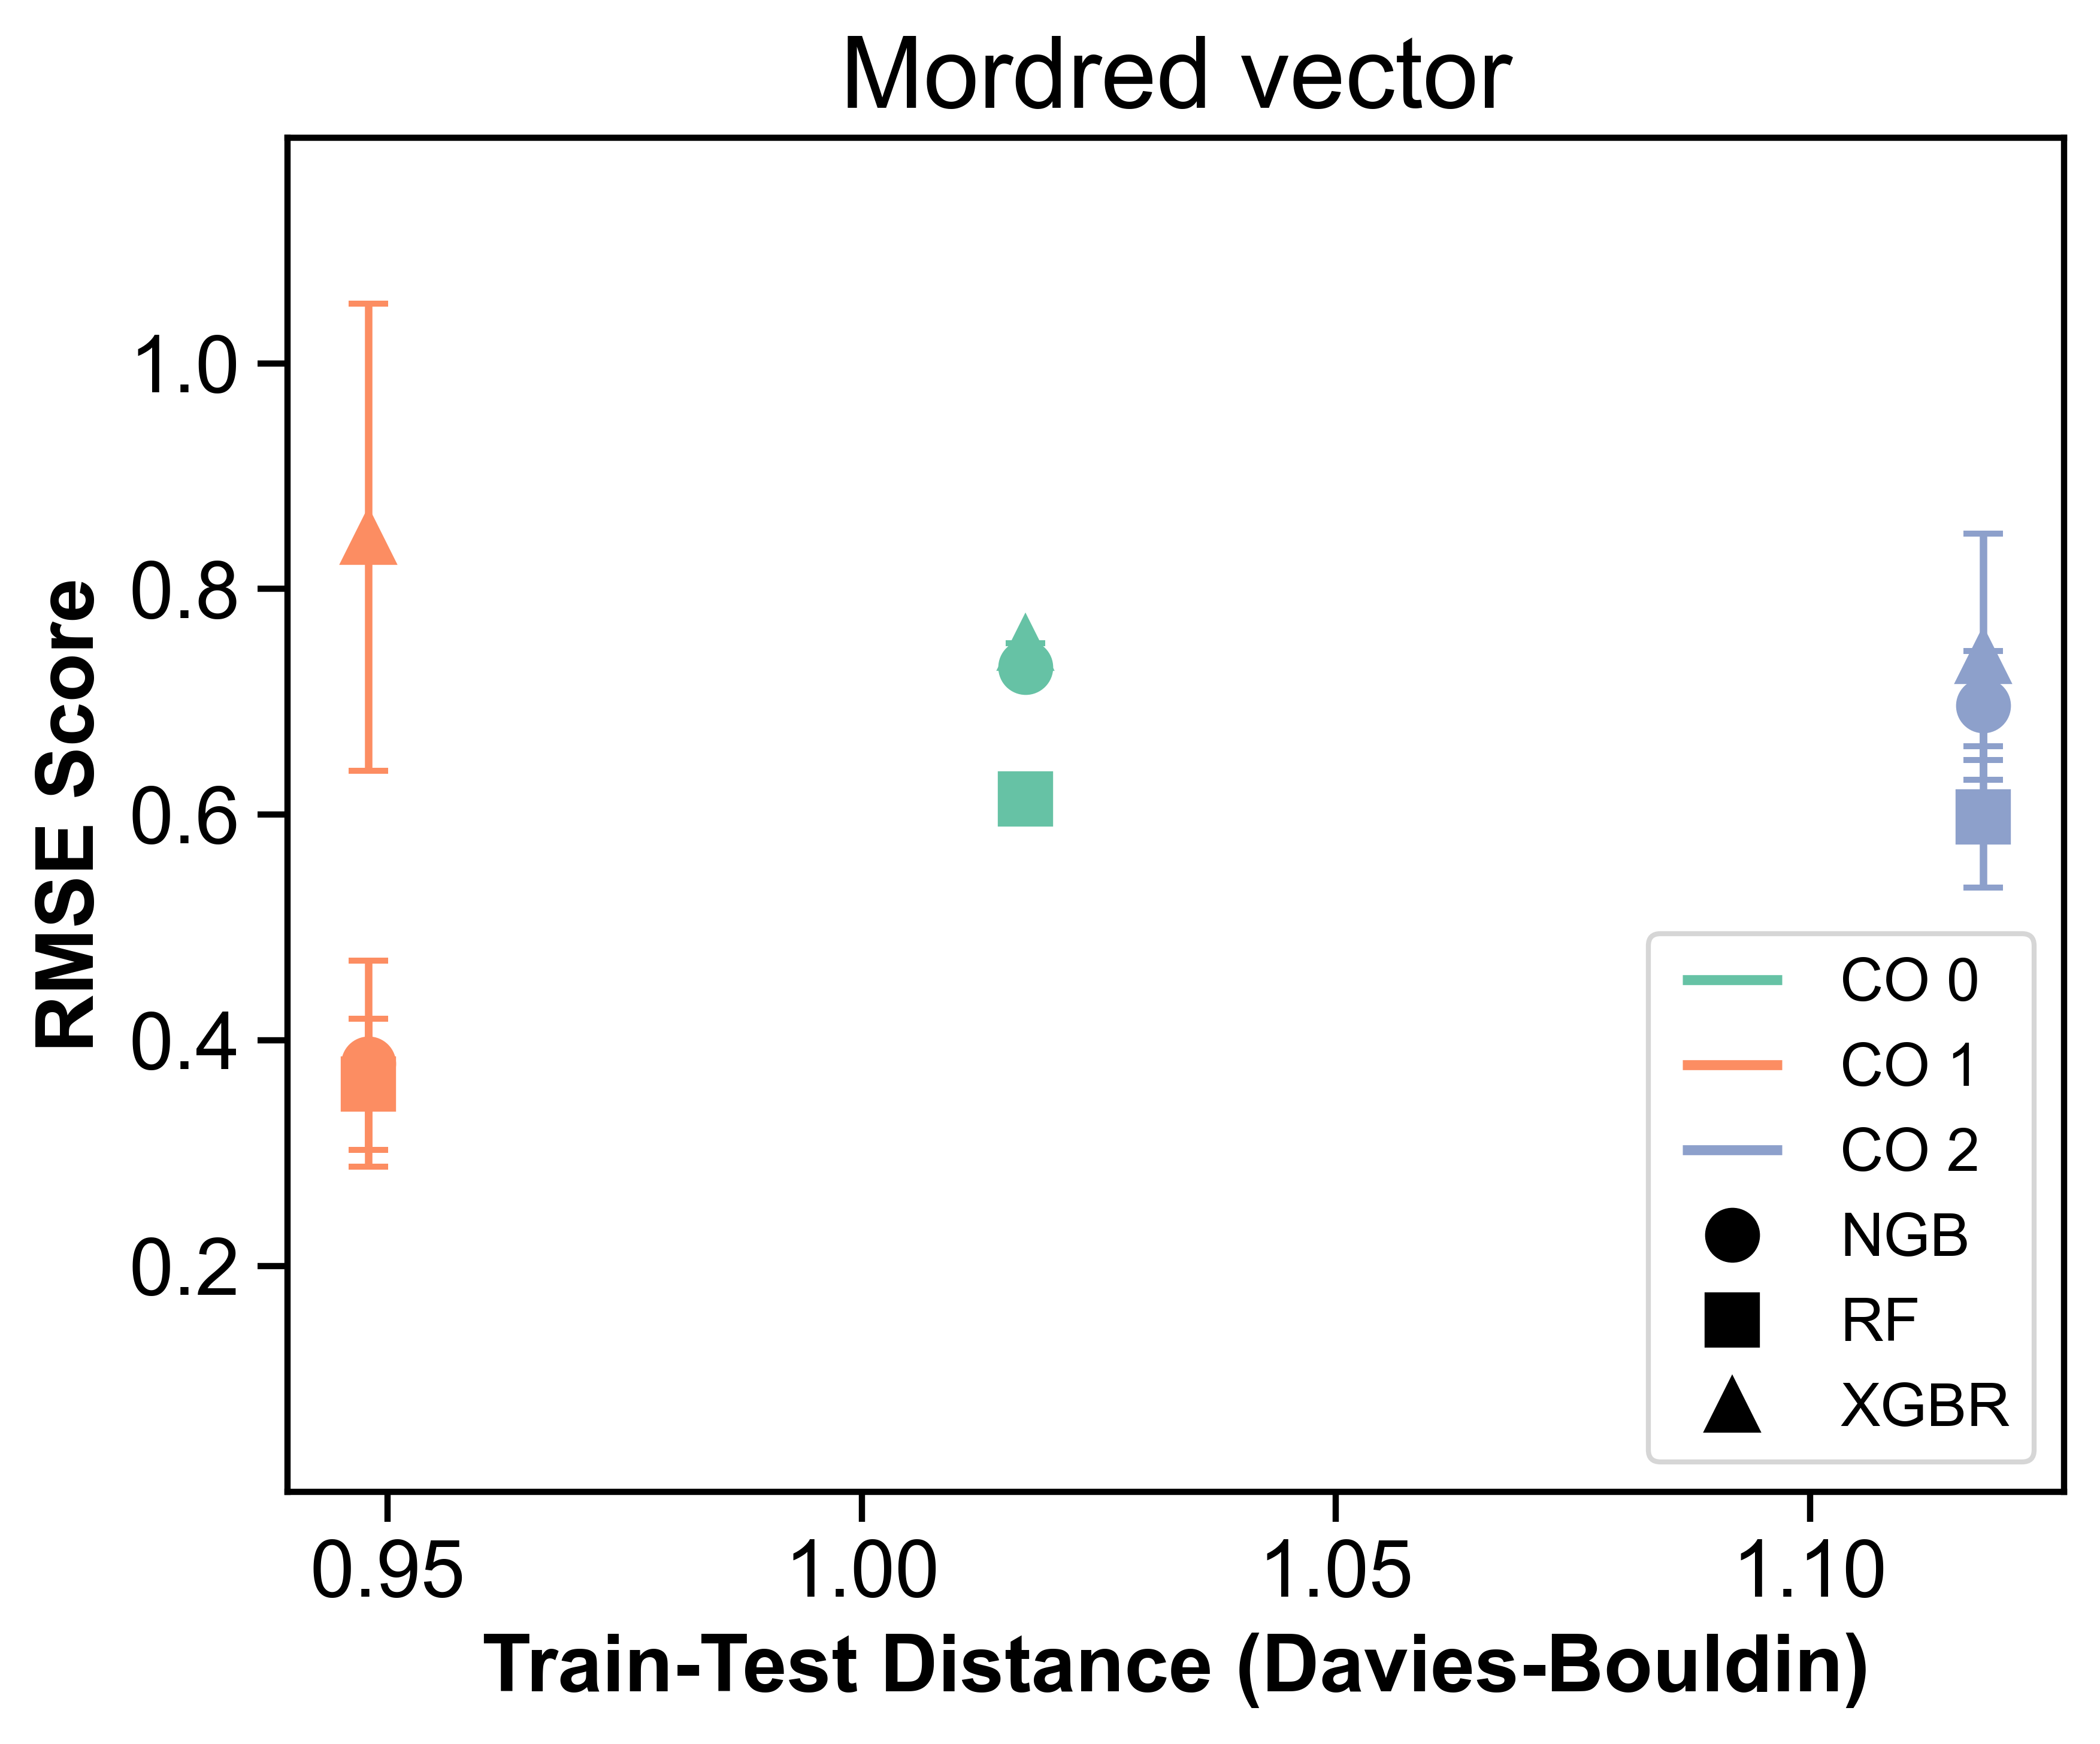 Mordred vector
RMSE Score
1.0
0.8
0.6
0.4
0.2
CO 0
CO 1
CO 2
NGB
RF
XGBR
0.95 1.00 1.05 1.10
Train-Test Distance (Davies-Bouldin)